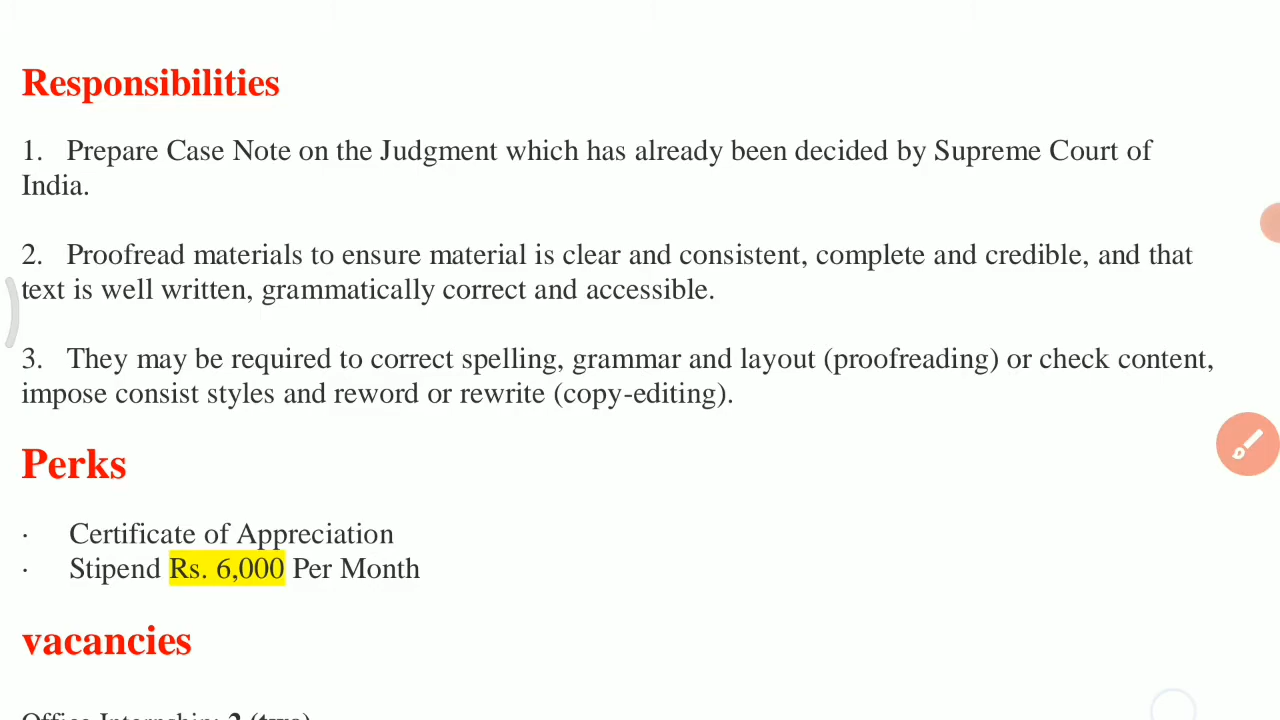 Responsibilities
1. Prepare Case Note on the Judgment which has already been decided by Supreme Court of
India.
2. Proofread materials to ensure material is clear and consistent, complete and credible, and that
text is well written, grammatically correct and accessible.
3. They may be required to correct spelling, grammar and layout (proofreading) or check content,
impose consist styles and reword or rewrite (copy-editing).
Perks
· Certificate of Appreciation
· Stipend Rs. 6,000 Per Month
vacancies
Office Internship: 2 (two)